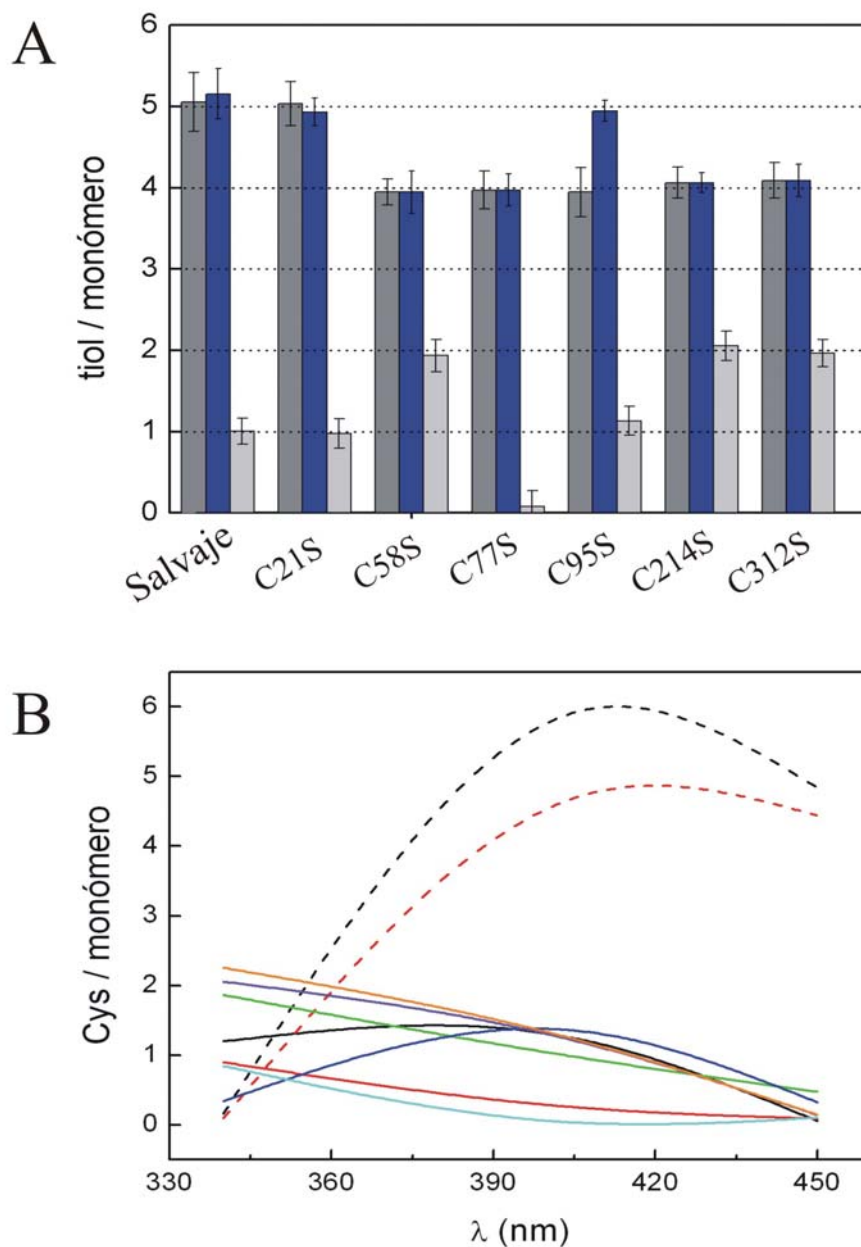 A
tiol / monómero
6
5
4
3
2
1
0
Salvaje
C21S
C58S
C77S
C95S
C214S
C312S
B
Cys / monómero
6
5
4
3
2
1
0
330
360
390
420
450
λ (nm)